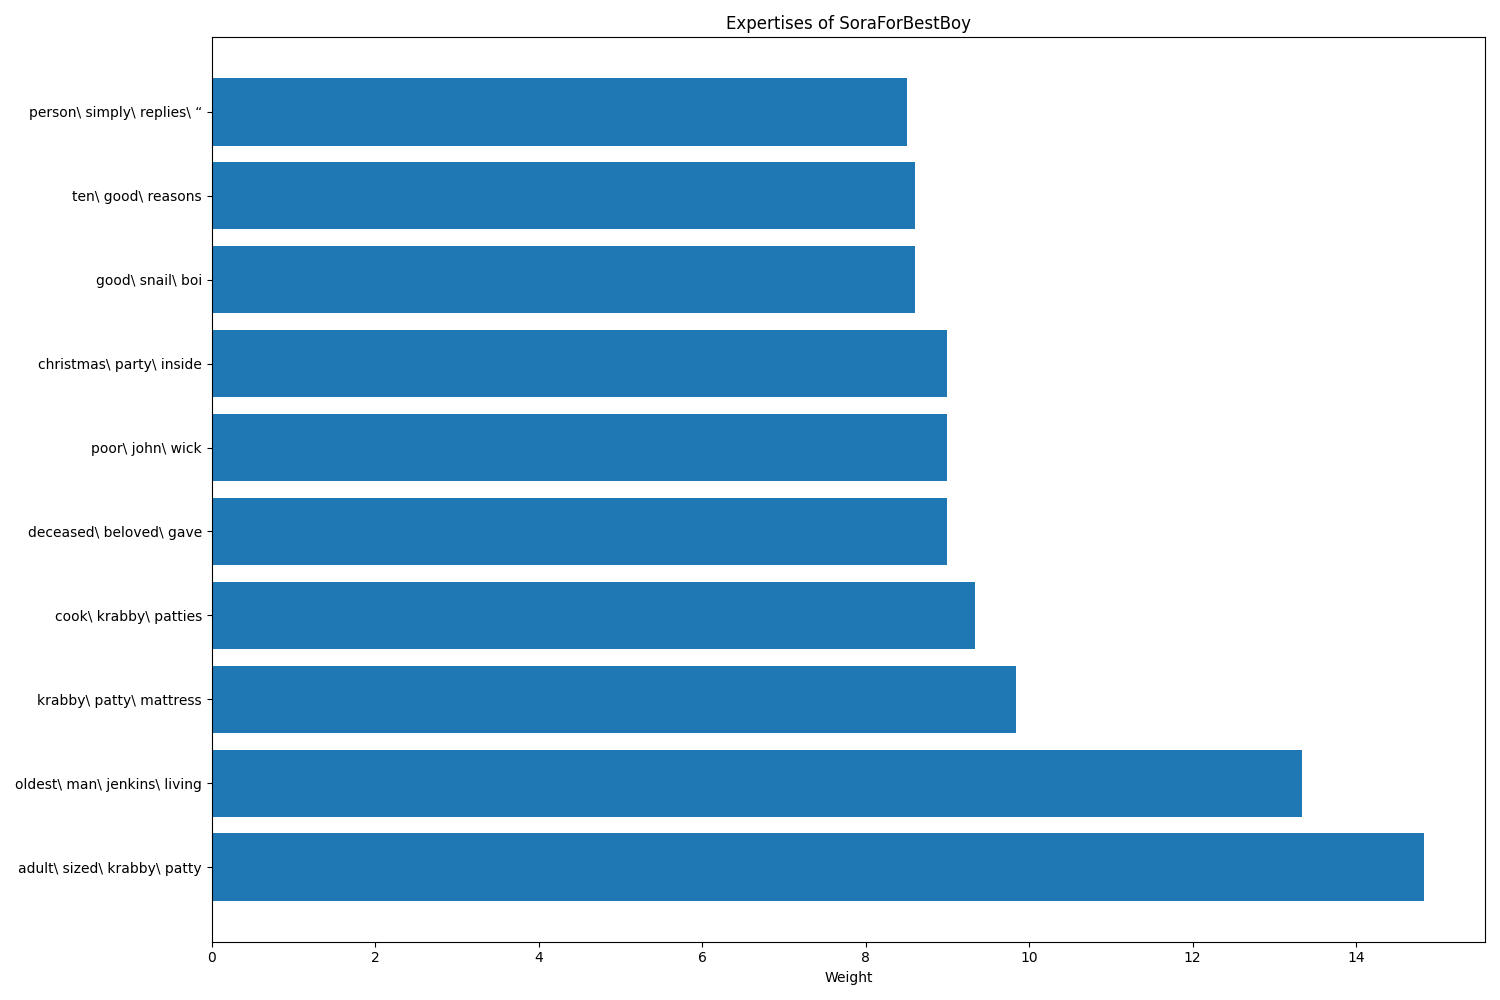 Expertises of SoraForBestBoy
person\ simply\ replies\ “
ten\ good\ reasons
good\ snail\ boi
christmas\ party\ inside
poor\ john\ wick
deceased\ beloved\ gave
cook\ krabby\ patties
krabby\ patty\ mattress
oldest\ man\ jenkins\ living
adult\ sized\ krabby\ patty
0 2 4 6 8 10 12 14
Weight